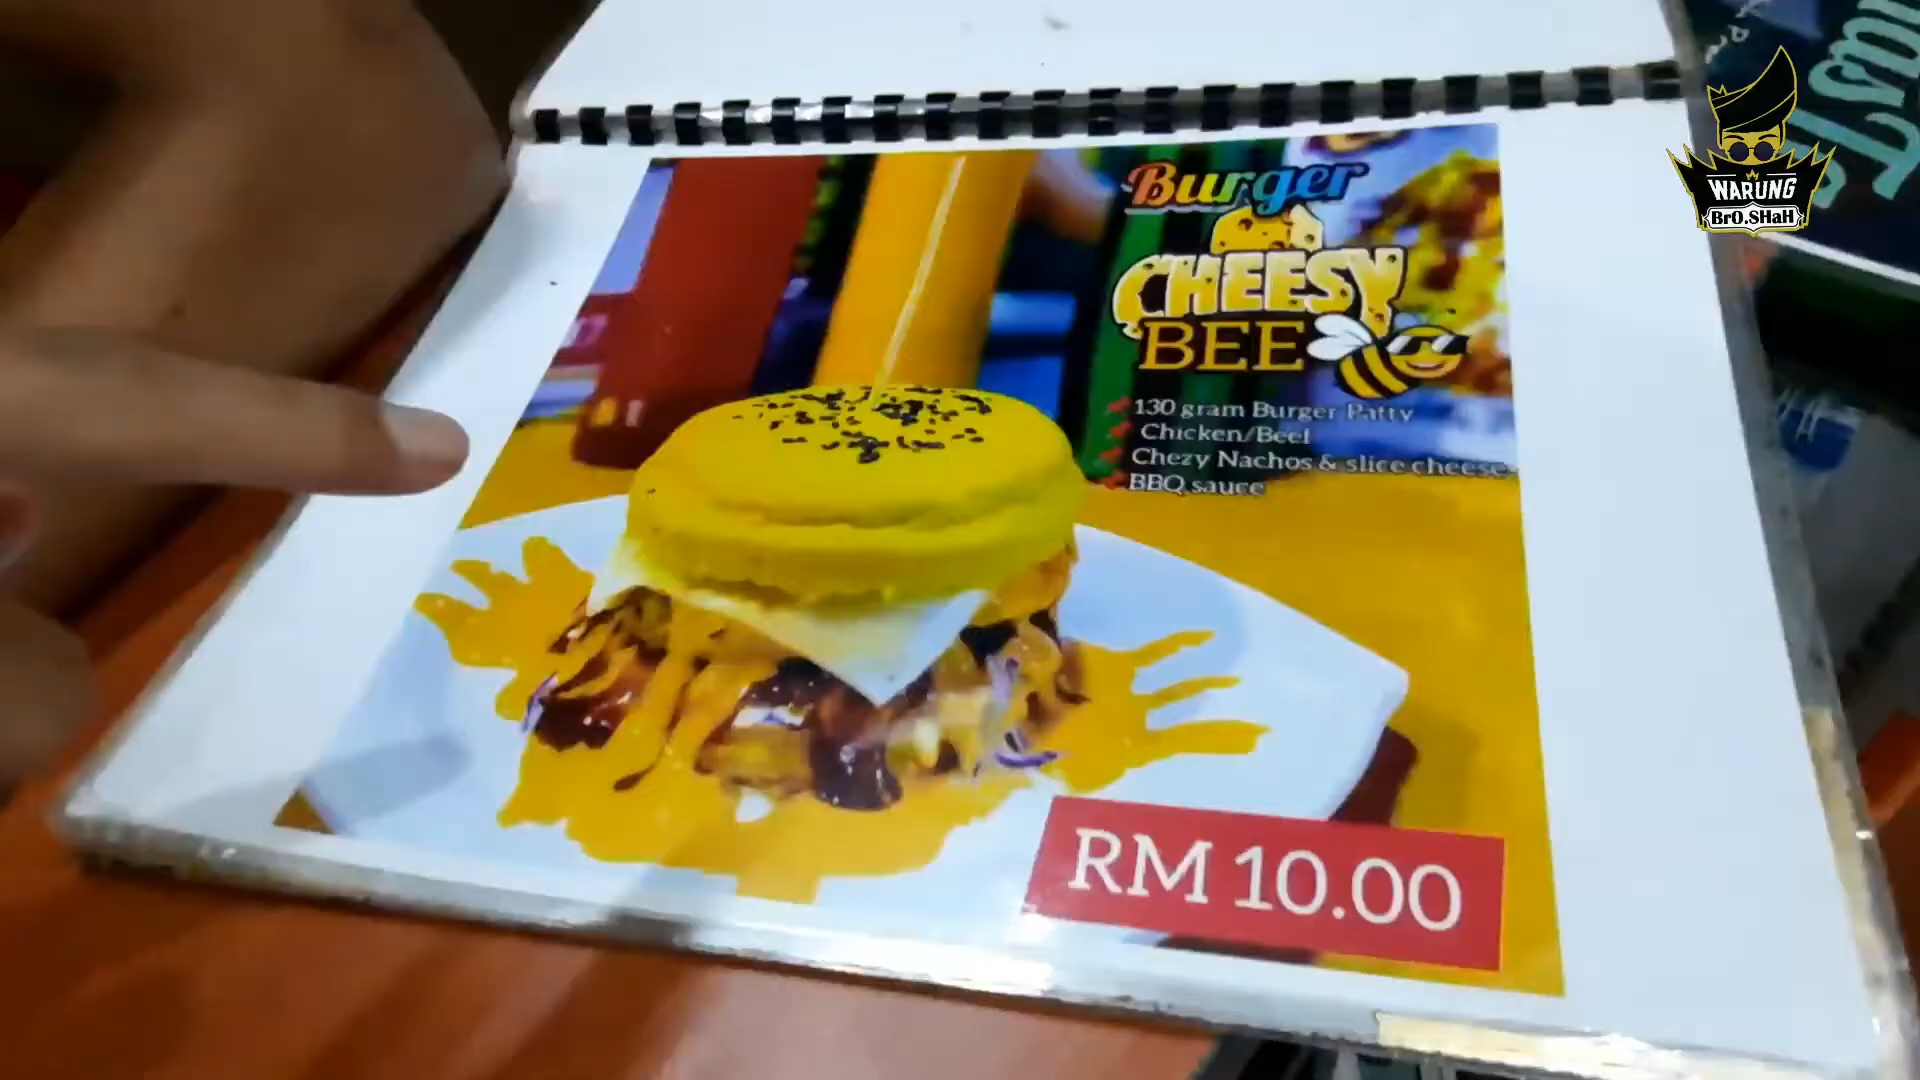 Burger
CHEESY
BEE
130 gram Burger Patty
Chicken/Beef
Chezy Nachos & slice cheese
BBQ sauce
RM 10.00
WARUNG
BrO.SHaH